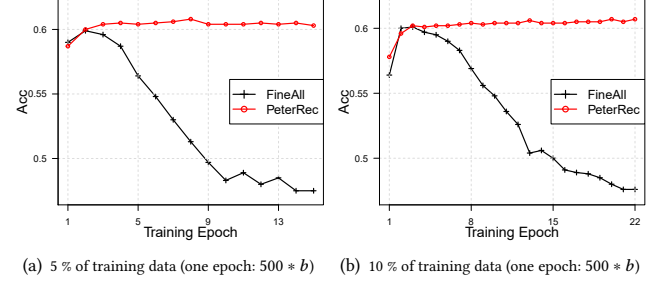 0.6
0.55
0.5
Acc
1 5 9 13
Training Epoch
FineAll
PeterRec
(a) 5 % of training data (one epoch: 500 ∗ b)
0.6
0.55
0.5
Acc
1 8 15 22
Training Epoch
FineAll
PeterRec
(b) 10 % of training data (one epoch: 500 ∗ b)